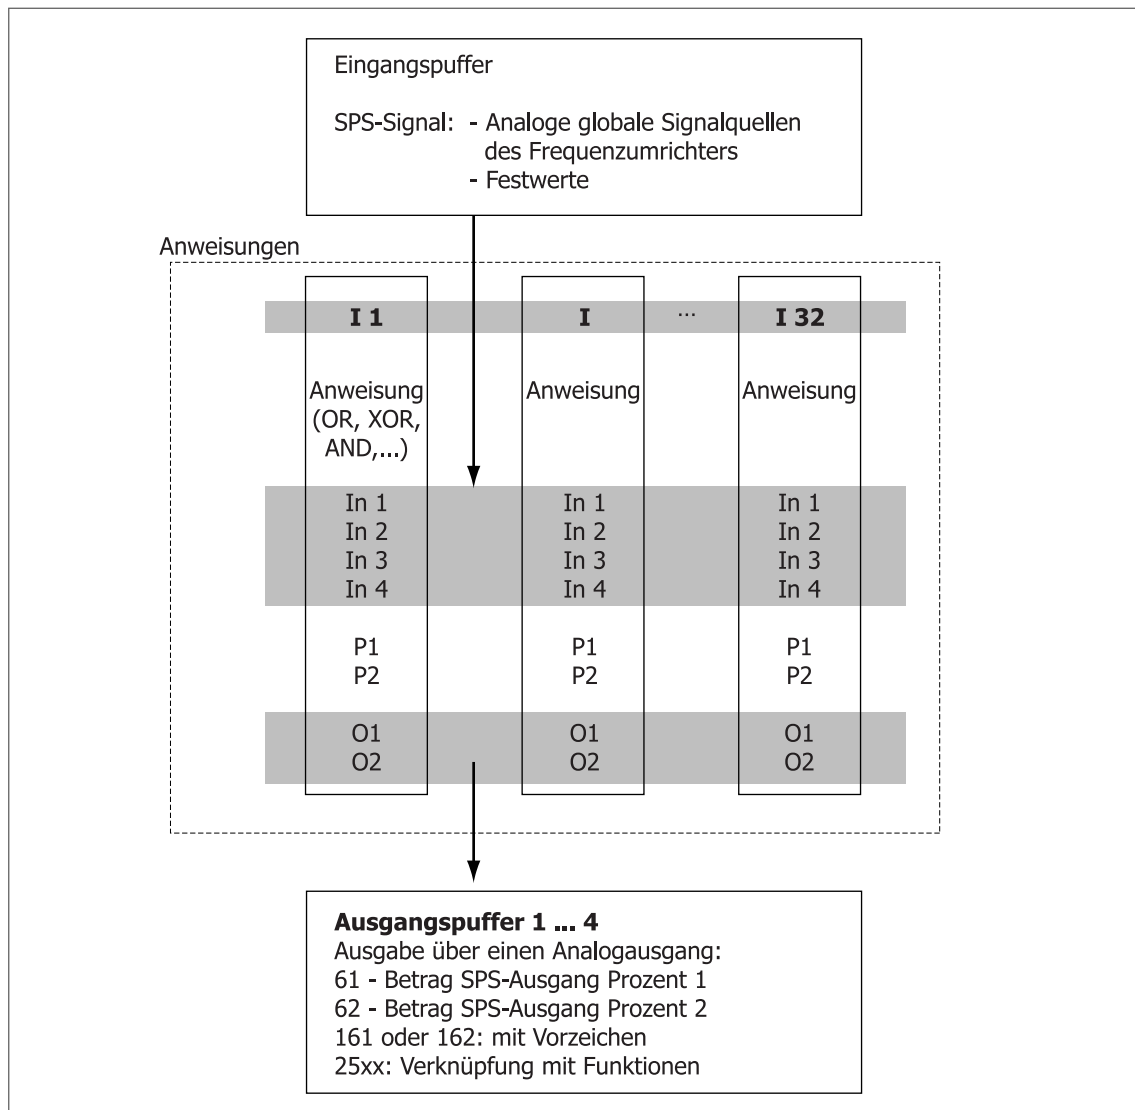 Eingangspuffer
SPS-Signal: - Analoge globale Signalquellen
des Frequenzumrichters
- Festwerte
Anweisungen
I 1 I ... I 32
Anweisung Anweisung Anweisung
(OR, XOR,
AND,...)
In 1 In 1 In 1
In 2 In 2 In 2
In 3 In 3 In 3
In 4 In 4 In 4
P1 P1 P1
P2 P2 P2
O1 O1 O1
O2 O2 O2
Ausgangspuffer 1 ... 4
Ausgabe über einen Analogausgang:
61 - Betrag SPS-Ausgang Prozent 1
62 - Betrag SPS-Ausgang Prozent 2
161 oder 162: mit Vorzeichen
25xx: Verknüpfung mit Funktionen